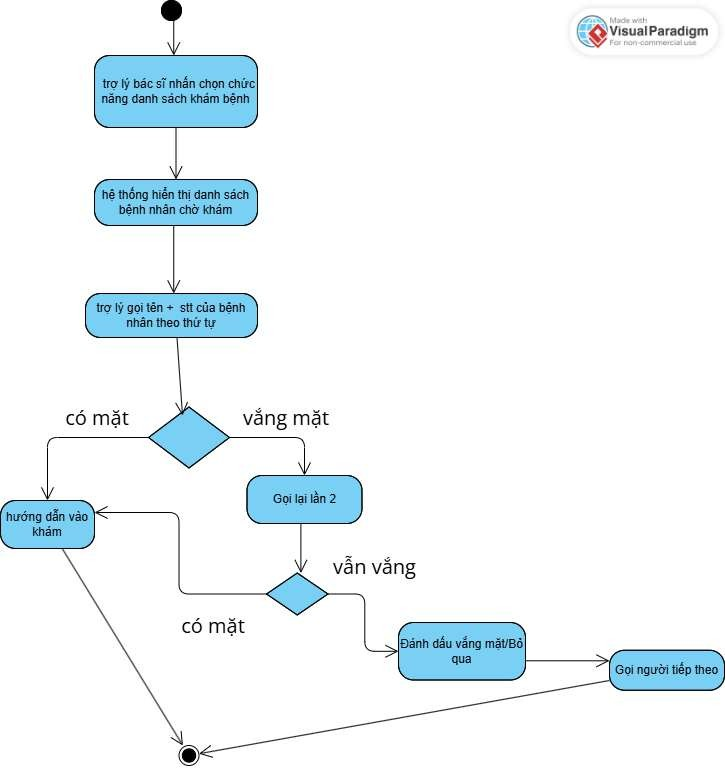 Made with
Visual Paradigm
For non-commercial use
trợ lý bác sĩ nhấn chọn chức
năng danh sách khám bệnh
hệ thống hiển thị danh sách
bệnh nhân chờ khám
trợ lý gọi tên + stt của bệnh
nhân theo thứ tự
có mặt
vắng mặt
Gọi lại lần 2
hướng dẫn vào
khám
vẫn vắng
có mặt
Đánh dấu vắng mặt/Bỏ
qua
Gọi người tiếp theo